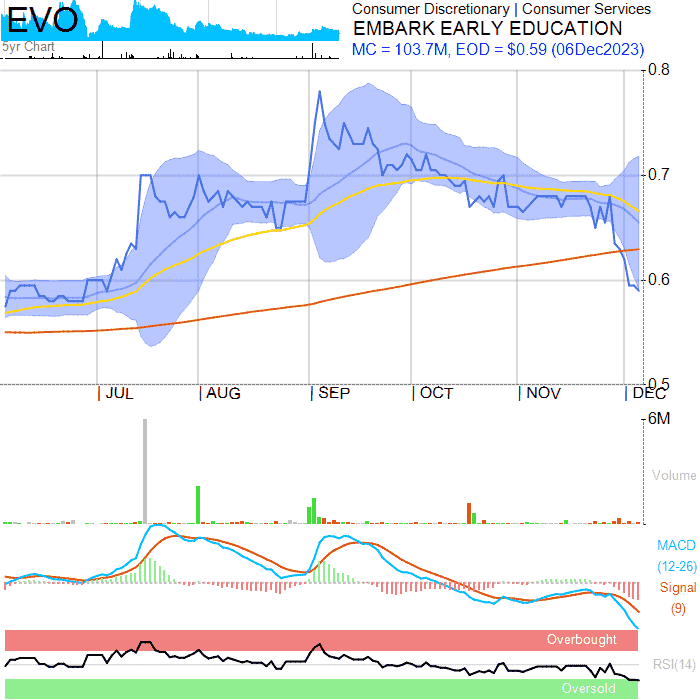 EVO
5yr Chart
Consumer Discretionary | Consumer Services
EMBARK EARLY EDUCATION
MC = 103.7M, EOD = $0.59 (06Dec2023)
0.8
0.7
0.6
0.5
| JUL | AUG | SEP | OCT | NOV | DEC
6M
Volume
MACD
(12-26)
Signal
(9)
Overbought
RSI(14)
Oversold